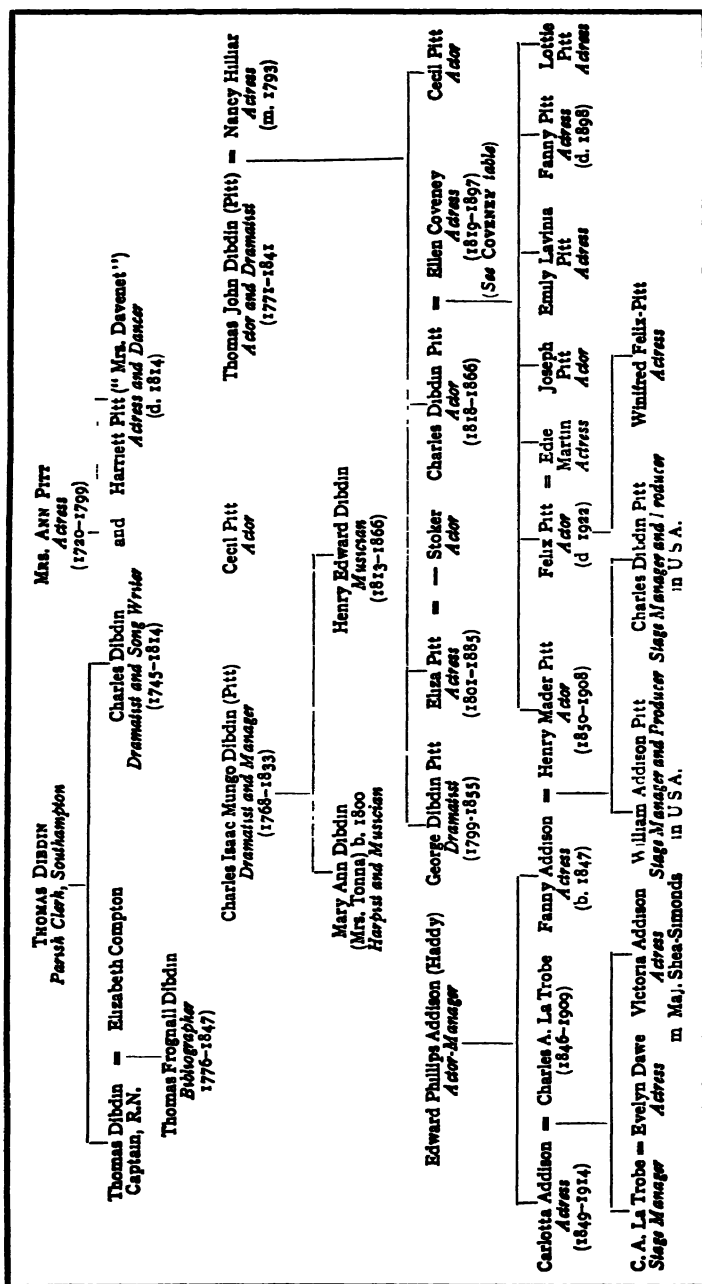 THOMAS DIBDIN
Parish Clerk, Southampton
MRS. ANN PITT
Actress
(1720–1799)
Thomas Dibdin = Elizabeth Compton
Captain, R.N.
Charles Dibdin
Dramatist and Song Writer
(1745–1814)
and Harriett Pitt ("Mrs. Davenet")
Actress and Dancer
(d. 1814)
Thomas Frognall Dibdin
Bibliographer
1776–1847)
Charles Isaac Mungo Dibdin (Pitt)
Dramatist and Manager
(1768–1833)
Cecil Pitt
Actor
Thomas John Dibdin (Pitt) = Nancy Hilliar
Actor and Dramatist
(1771–1841
Actress
(m. 1793)
Mary Ann Dibdin
(Mrs. Tonna) b. 1800
Harpist and Musician
Henry Edward Dibdin
Musician
(1813–1866)
Edward Phillips Addison (Haddy)
Actor-Manager
George Dibdin Pitt
Dramatist
(1799-1855)
Eliza Pitt = — Stoker
Actress
(1801–1885)
Actor
Charles Dibdin Pitt = Ellen Coveney
Actor
(1818–1866)
Actress
(1819–1897)
(See COVENEY table)
Cecil Pitt
Actor
Carlotta Addison = Charles A. La Trobe
Actress
(1849–1914)
(1846–1909)
Fanny Addison = Henry Mader Pitt
Actress
(b. 1847)
Actor
(1850–1908)
Felix Pitt = Edie
Actor
(d 1922)
Martin
Actress
Joseph
Pitt
Actor
Emily Lavinia
Pitt
Actress
Fanny Pitt
Actress
(d. 1898)
Lottie
Pitt
Actress
C. A. La Trobe = Evelyn Dawe
Stage Manager
Actress
Victoria Addison
Actress
m Maj. Shea-Simonds
William Addison Pitt
Stage Manager and Producer
in U S A.
Charles Dibdin Pitt
Stage Manager and Producer
in U S A.
Winifred Felix-Pitt
Actress